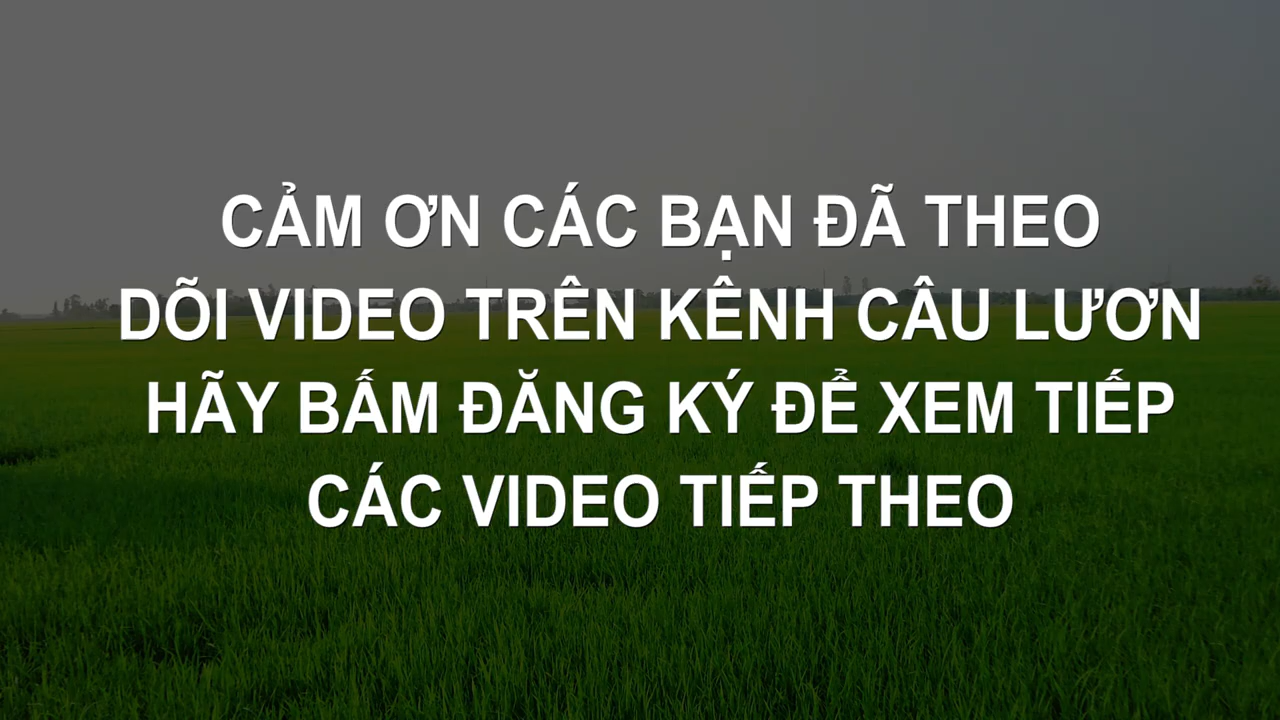 CẢM ƠN CÁC BẠN ĐÃ THEO
DÕI VIDEO TRÊN KÊNH CÂU LƯƠN
HÃY BẤM ĐĂNG KÝ ĐỂ XEM TIẾP
CÁC VIDEO TIẾP THEO